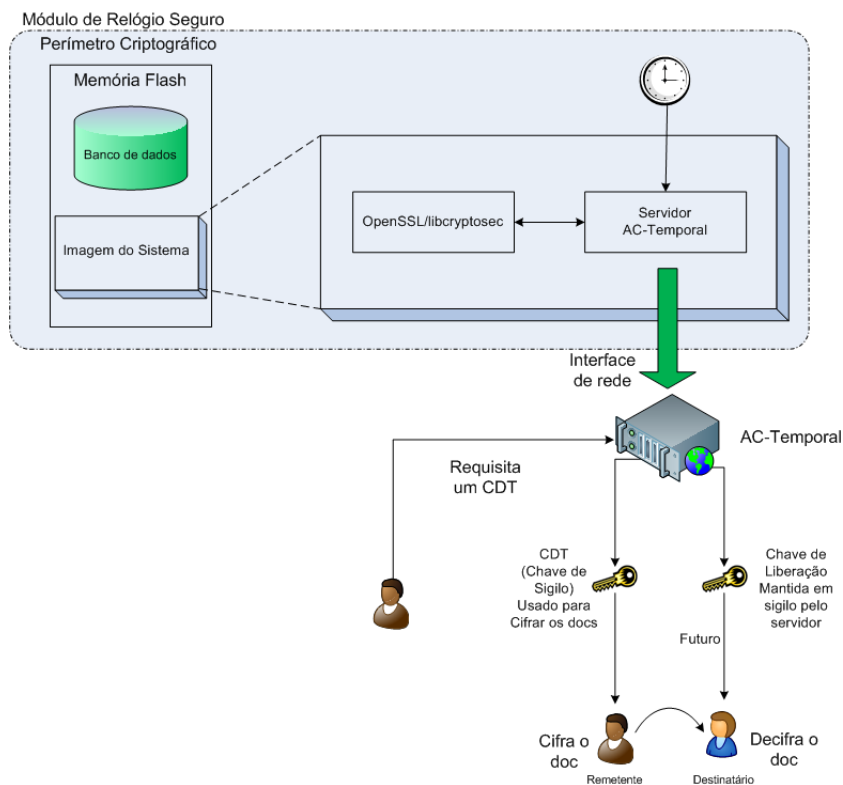 Módulo de Relógio Seguro
Perímetro Criptográfico
Memória Flash
Banco de dados
Imagem do Sistema
OpenSSL/libcryptosec
Servidor
AC-Temporal
Interface
de rede
AC-Temporal
Requisita
um CDT
CDT
(Chave de
Sigilo)
Usado para
Cifrar os docs
Chave de
Liberação
Mantida em
sigilo pelo
servidor
Futuro
Cifra o
doc
Decifra o
doc
Remetente
Destinatário